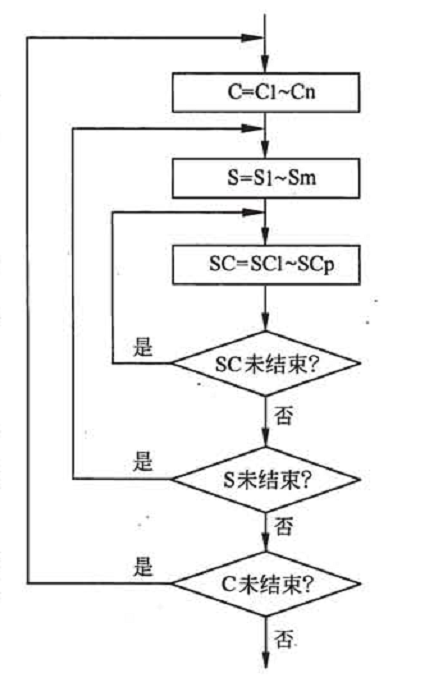 C=C1~Cn
S=S1~Sm
SC=SC1~SCp
是
SC未结束?
否
是
S未结束?
否
是
C未结束?
否